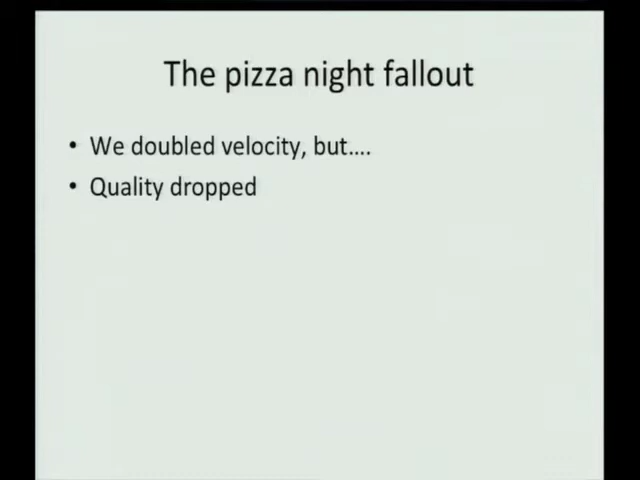 The pizza night fallout
• We doubled velocity, but....
• Quality dropped